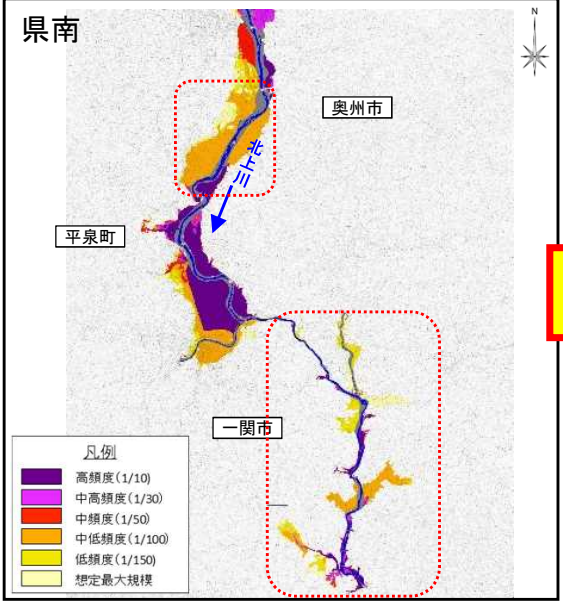 県南
N
奥州市
北上川
平泉町
一関市
凡例
高頻度(1/10)
中高頻度(1/30)
中頻度(1/50)
中低頻度(1/100)
低頻度(1/150)
想定最大規模